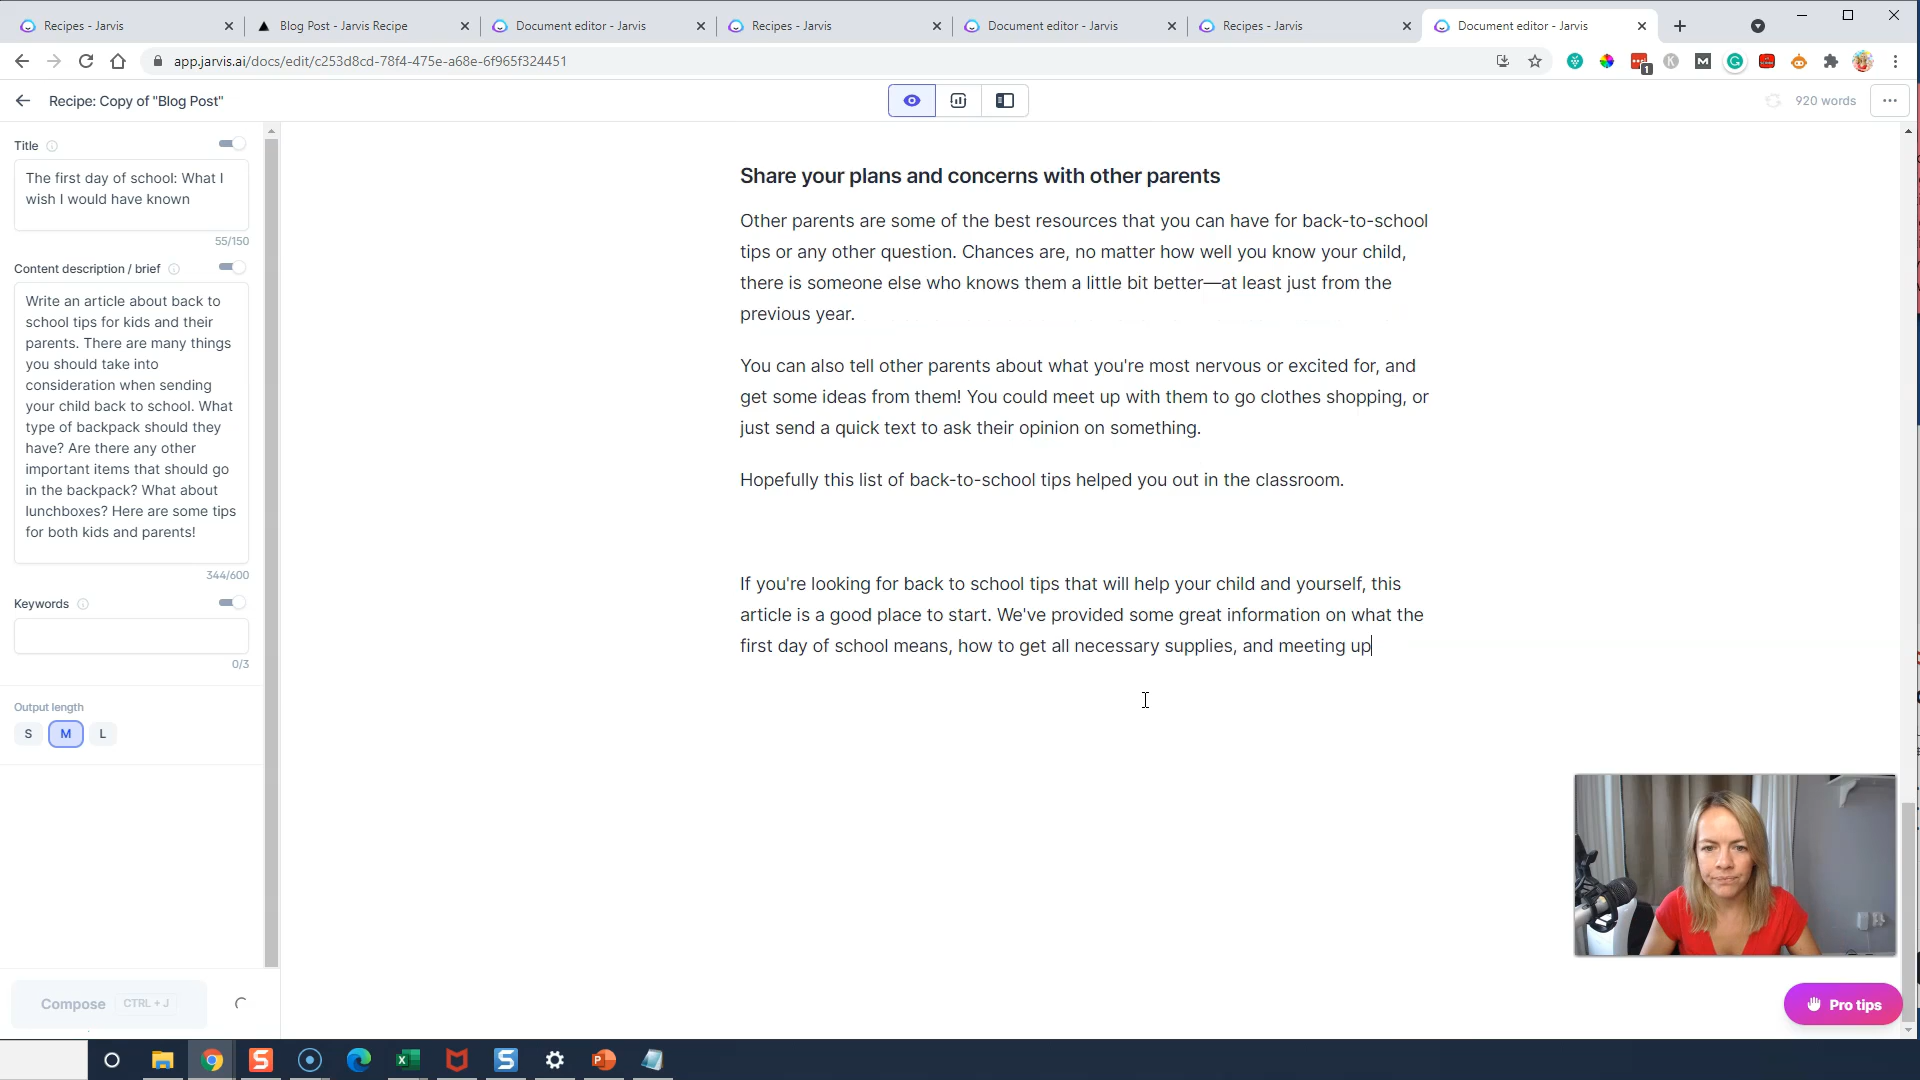 Recipes - Jarvis
Blog Post - Jarvis Recipe
Document editor - Jarvis
Recipes - Jarvis
Document editor - Jarvis
Recipes - Jarvis
Document editor - Jarvis
app.jarvis.ai/docs/edit/c253d8cd-78f4-475e-a68e-6f965f324451
1
Recipe: Copy of "Blog Post"
920 words
Title
The first day of school: What I
wish I would have known
55/150
Content description / brief
Write an article about back to
school tips for kids and their
parents. There are many things
you should take into
consideration when sending
your child back to school. What
type of backpack should they
have? Are there any other
important items that should go
in the backpack? What about
lunchboxes? Here are some tips
for both kids and parents!
344/600
Keywords
0/3
Output length
S M L
Compose CTRL + J
Share your plans and concerns with other parents
Other parents are some of the best resources that you can have for back-to-school
tips or any other question. Chances are, no matter how well you know your child,
there is someone else who knows them a little bit better—at least just from the
previous year.
You can also tell other parents about what you're most nervous or excited for, and
get some ideas from them! You could meet up with them to go clothes shopping, or
just send a quick text to ask their opinion on something.
Hopefully this list of back-to-school tips helped you out in the classroom.
If you're looking for back to school tips that will help your child and yourself, this
article is a good place to start. We've provided some great information on what the
first day of school means, how to get all necessary supplies, and meeting up
Pro tips